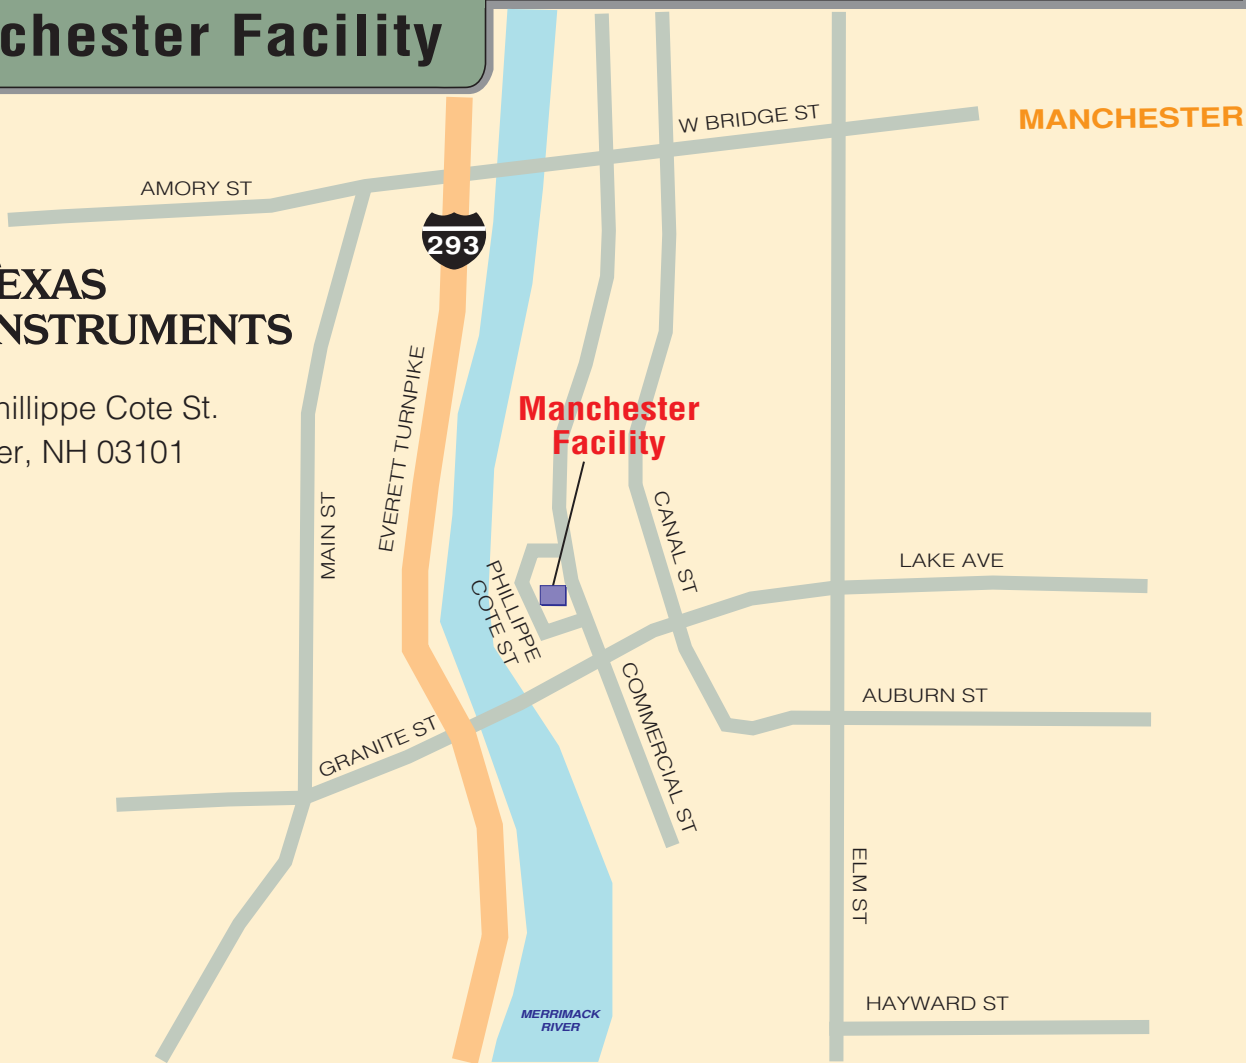 chester Facility
W BRIDGE ST
MANCHESTER
AMORY ST
293
EXAS
NSTRUMENTS
hillippe Cote St.
er, NH 03101
EVERETT TURNPIKE
Manchester
Facility
MAIN ST
CANAL ST
LAKE AVE
PHILLIPPE
COTE ST
COMMERCIAL ST
AUBURN ST
GRANITE ST
ELM ST
HAYWARD ST
MERRIMACK
RIVER